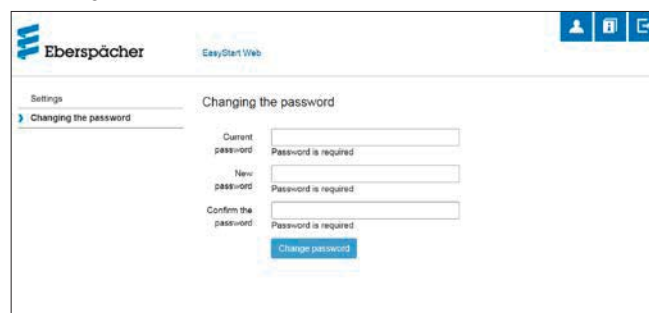 Eberspächer
EasyStart Web
Settings
Changing the password
Changing the password
Current
password
Password is required
New
password
Password is required
Confirm the
password
Password is required
Change password